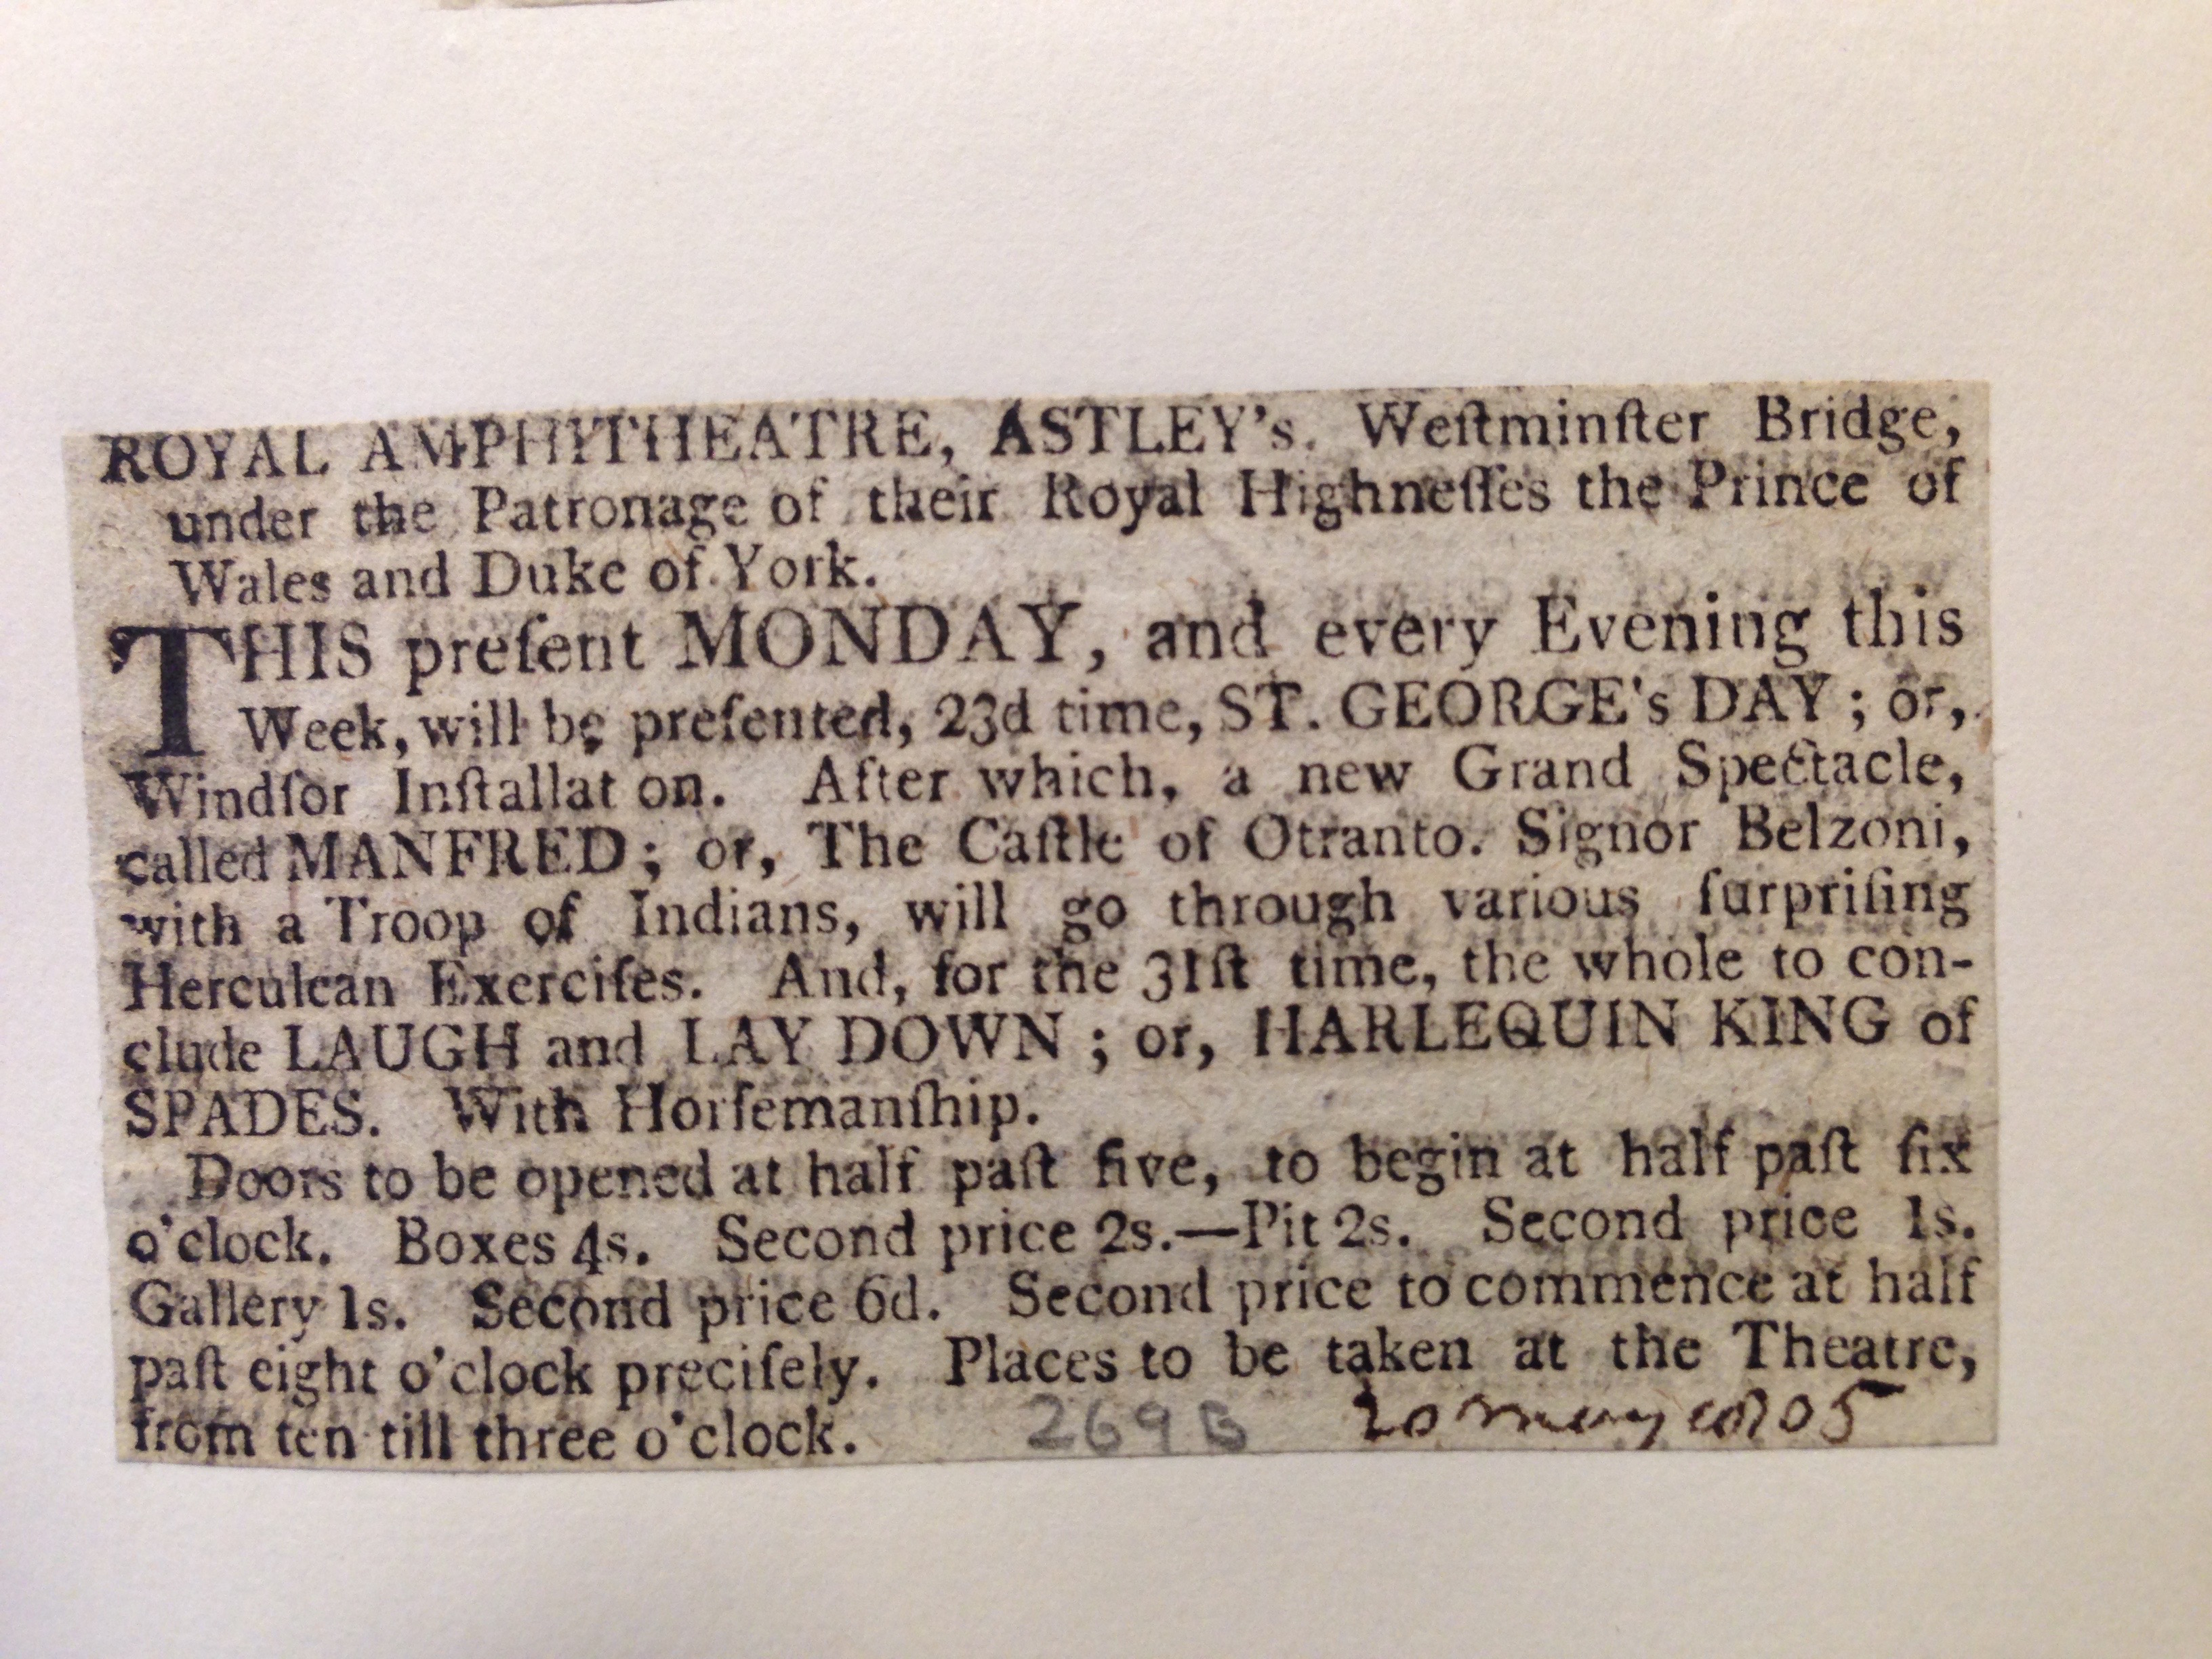 ROYAL AMPHITHEATRE, ASTLEY's. Weſtminſter Bridge,
under the Patronage of their Royal Highneſſes the Prince of
Wales and Duke of York.
THIS preſent MONDAY, and every Evening this
Week, will be preſented, 23d time, ST. GEORGE's DAY; or,
Windſor Inſtallat on. After which, a new Grand Spectacle,
called MANFRED; or, The Caſtle of Otranto. Signor Belzoni,
with a Troop of Indians, will go through various ſurpriſing
Herculean Exerciſes. And, for the 31ſt time, the whole to con-
clude LAUGH and LAY DOWN; or, HARLEQUIN KING of
SPADES. With Horſemanſhip.
Doors to be opened at half paſt five, to begin at half paſt ſix
o'clock. Boxes 4s. Second price 2s.—Pit 2s. Second price 1s.
Gallery 1s. Second price 6d. Second price to commence at half
paſt eight o'clock preciſely. Places to be taken at the Theatre,
from ten till three o'clock. 269 B 20 may 1805